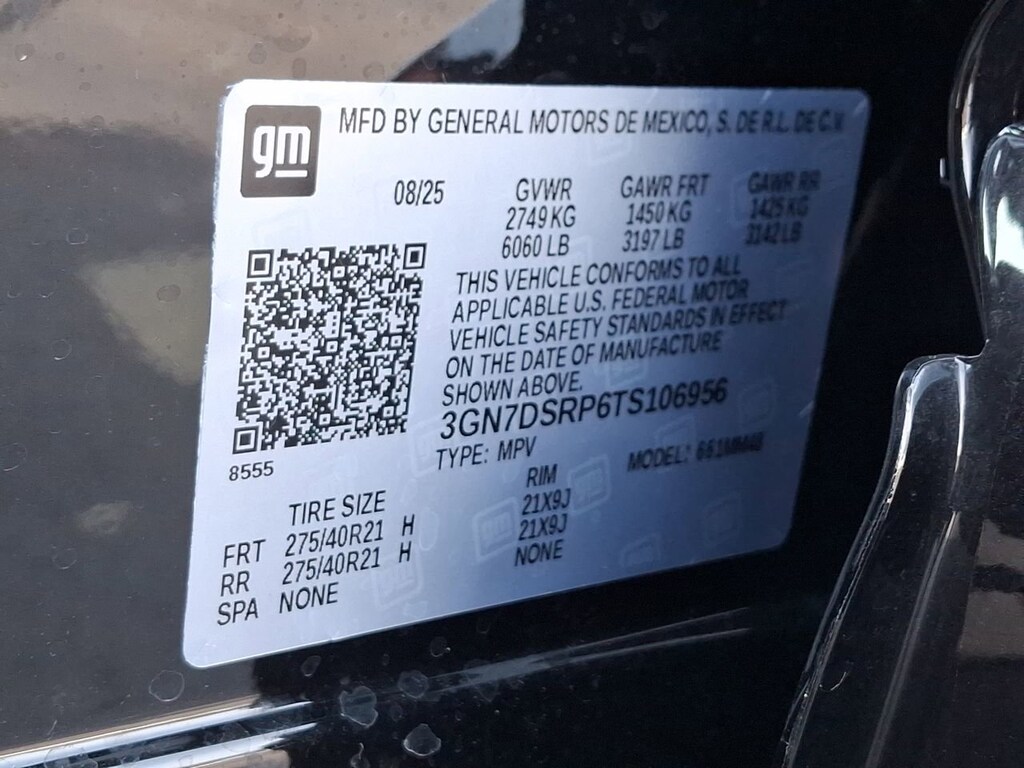 gm
MFD BY GENERAL MOTORS DE MEXICO, S. DE R.L. DE C.V.
08/25
GVWR GAWR FRT GAWR RR
2749 KG 1450 KG 1425 KG
6060 LB 3197 LB 3142 LB
THIS VEHICLE CONFORMS TO ALL
APPLICABLE U.S. FEDERAL MOTOR
VEHICLE SAFETY STANDARDS IN EFFECT
ON THE DATE OF MANUFACTURE
SHOWN ABOVE.
3GN7DSRP6TS106956
8555
TYPE: MPV MODEL:
TIRE SIZE RIM
FRT 275/40R21 H 21X9J
RR 275/40R21 H 21X9J
SPA NONE NONE